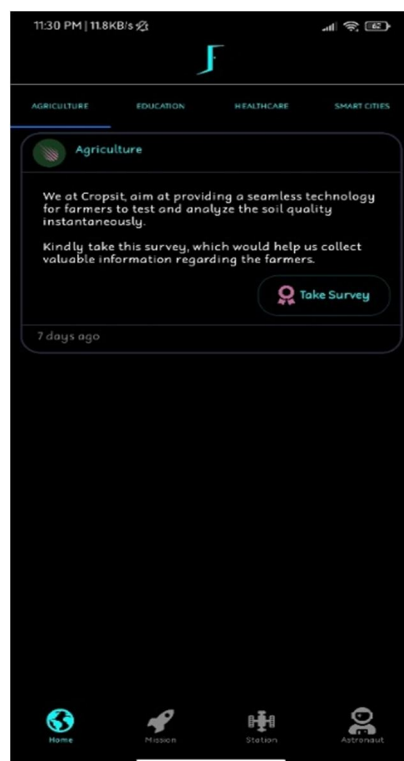 11:30 PM | 11.8KB/s
62
AGRICULTURE EDUCATION HEALTHCARE SMART CITIES
Agriculture
We at Cropsit, aim at providing a seamless technology
for farmers to test and analyze the soil quality
instantaneously.
Kindly take this survey, which would help us collect
valuable information regarding the farmers.
Take Survey
7 days ago
Home Mission Station Astronaut